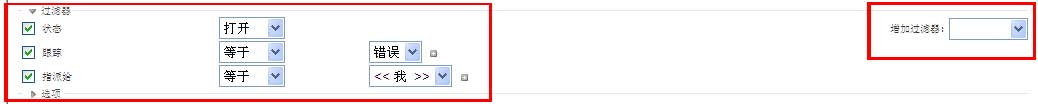 过滤器
状态 打开 增加过滤器:
跟踪 等于 错误
指派给 等于 << 我 >>
选项